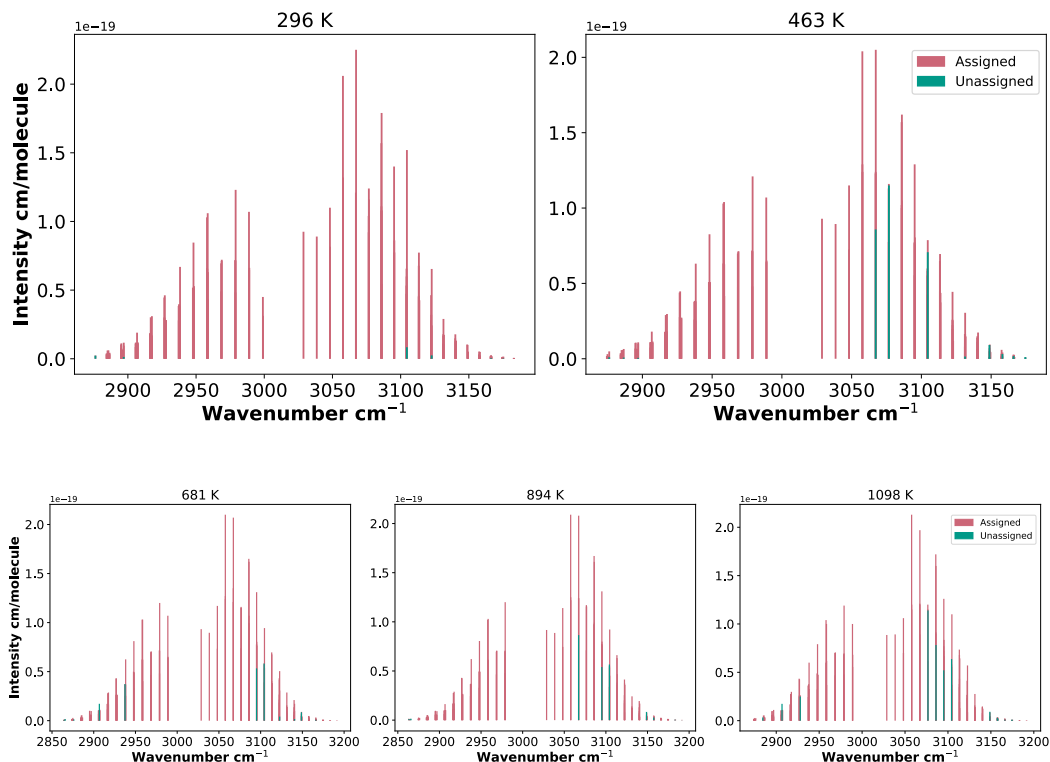 296 K
463 K
1e−19
1e−19
Intensity cm/molecule
2.0
1.5
1.0
0.5
0.0
2.0
1.5
1.0
0.5
0.0
Assigned
Unassigned
2900 2950 3000 3050 3100 3150
2900 2950 3000 3050 3100 3150
Wavenumber cm⁻¹
Wavenumber cm⁻¹
681 K
894 K
1098 K
1e−19
1e−19
1e−19
Intensity cm/molecule
2.0
1.5
1.0
0.5
0.0
2.0
1.5
1.0
0.5
0.0
2.0
1.5
1.0
0.5
0.0
Assigned
Unassigned
2850 2900 2950 3000 3050 3100 3150 3200
2850 2900 2950 3000 3050 3100 3150 3200
2900 2950 3000 3050 3100 3150 3200
Wavenumber cm⁻¹
Wavenumber cm⁻¹
Wavenumber cm⁻¹